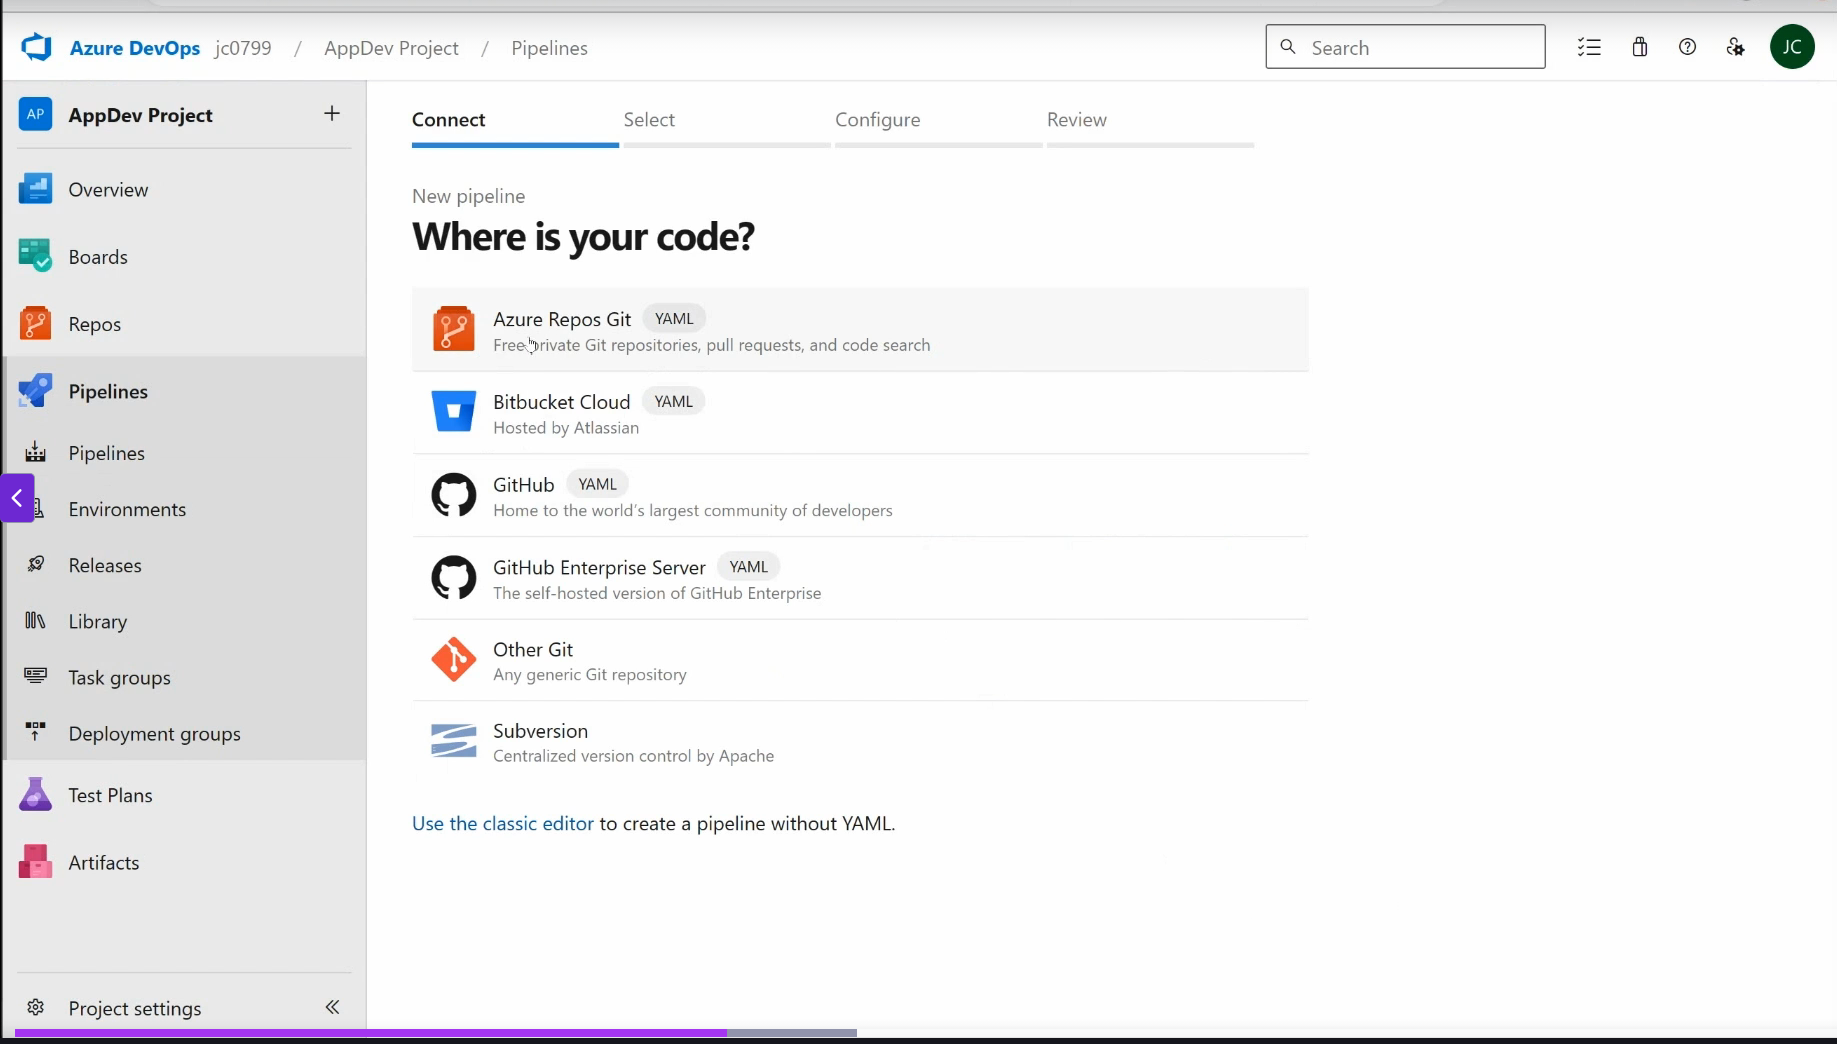 Azure DevOps jc0799 / AppDev Project / Pipelines
Search
JC
AP AppDev Project +
Overview
Boards
Repos
Pipelines
Pipelines
Environments
Releases
Library
Task groups
Deployment groups
Test Plans
Artifacts
Project settings
Connect Select Configure Review
New pipeline
Where is your code?
Azure Repos Git YAML
Free private Git repositories, pull requests, and code search
Bitbucket Cloud YAML
Hosted by Atlassian
GitHub YAML
Home to the world's largest community of developers
GitHub Enterprise Server YAML
The self-hosted version of GitHub Enterprise
Other Git
Any generic Git repository
Subversion
Centralized version control by Apache
Use the classic editor to create a pipeline without YAML.